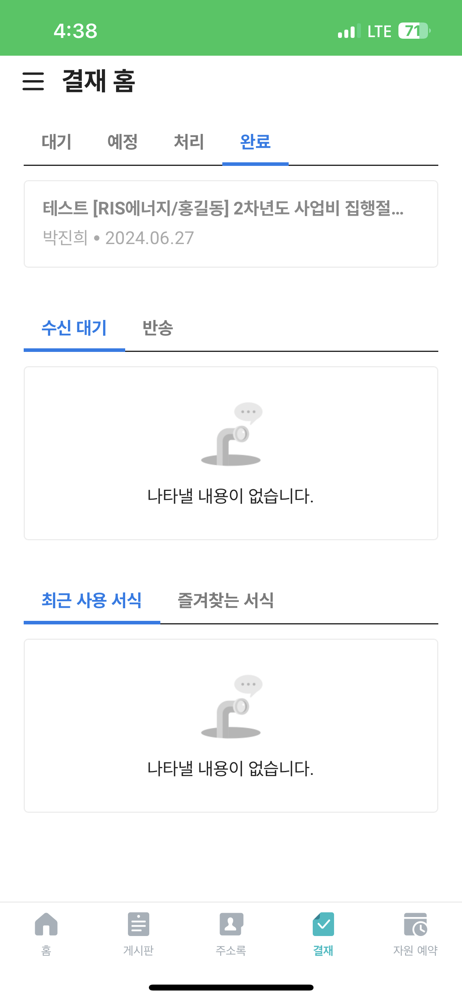 4:38 LTE 71
결재 홈
대기 예정 처리 완료
테스트 [RIS에너지/홍길동] 2차년도 사업비 집행절...
박진희 • 2024.06.27
수신 대기 반송
나타낼 내용이 없습니다.
최근 사용 서식 즐겨찾는 서식
나타낼 내용이 없습니다.
홈 게시판 주소록 결재 자원 예약